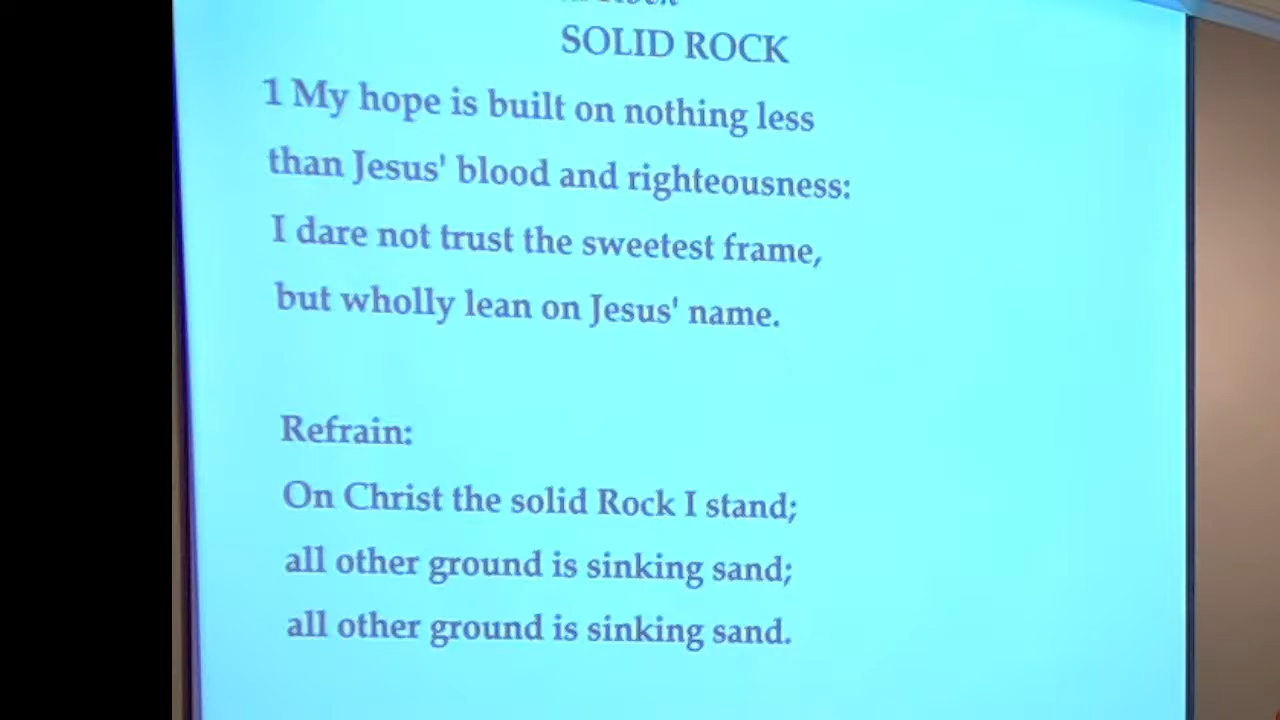 SOLID ROCK
1 My hope is built on nothing less
than Jesus' blood and righteousness:
I dare not trust the sweetest frame,
but wholly lean on Jesus' name.
Refrain:
On Christ the solid Rock I stand;
all other ground is sinking sand;
all other ground is sinking sand.